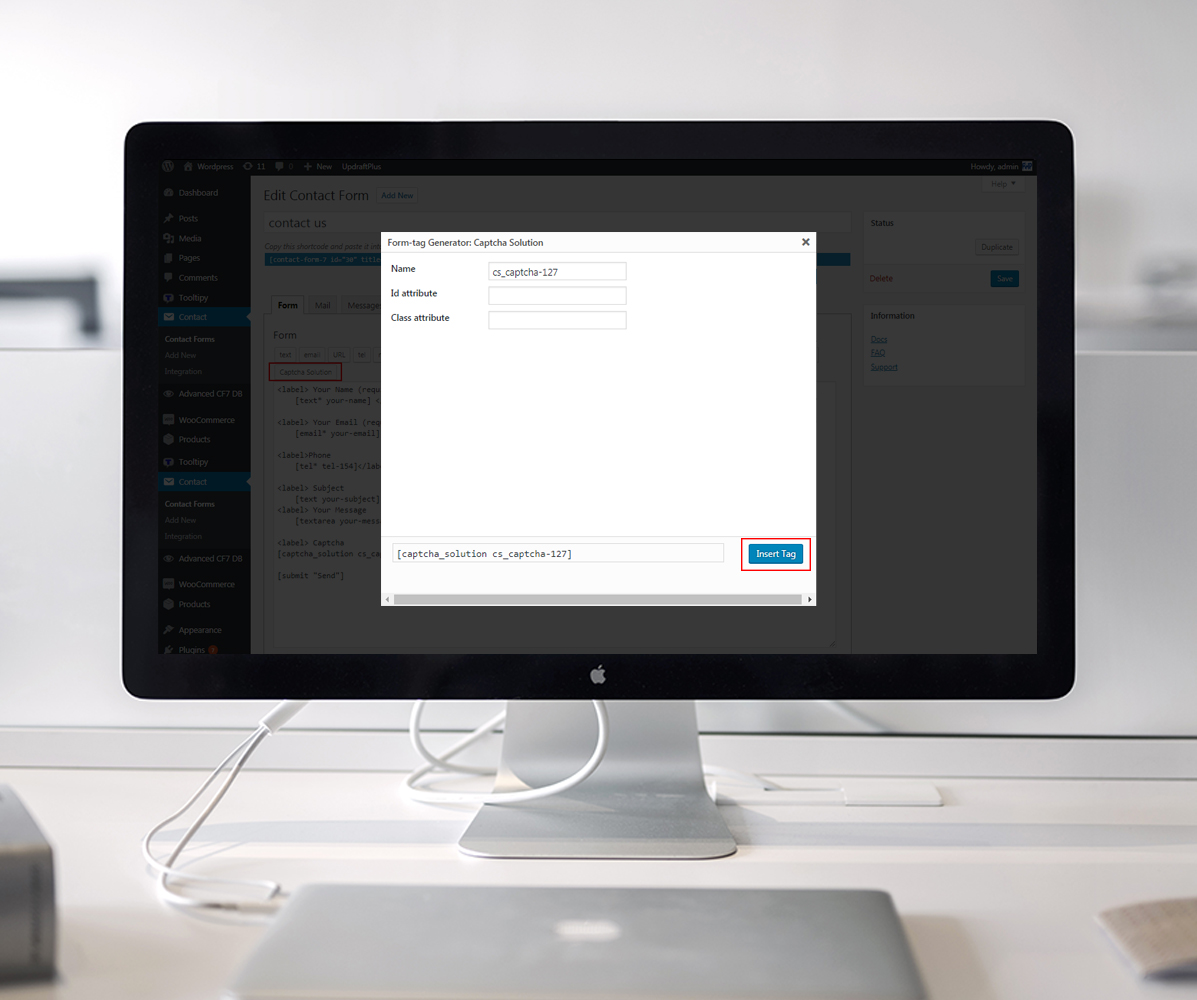 Wordpress 11 0 New UpdraftPlus Howdy, admin
Help
Dashboard
Posts
Media
Pages
Comments
Tooltipy
Contact
Contact Forms
Add New
Integration
Advanced CF7 DB
WooCommerce
Products
Tooltipy
Contact
Contact Forms
Add New
Integration
Advanced CF7 DB
WooCommerce
Products
Appearance
Plugins
Edit Contact Form Add New
contact us
Copy this shortcode and paste it
[contact-form-7 id="30" title
Form Mail Messages
Form
text email URL tel
Captcha Solution
<label> Your Name (requ
[text* your-name] <
<label> Your Email (req
[email* your-email]
<label>Phone
[tel* tel-154]</lab
<label> Subject
[text your-subject]
<label> Your Message
[textarea your-mess
<label> Captcha
[captcha_solution cs_ca
[submit "Send"]
Form-tag Generator: Captcha Solution
Name cs_captcha-127
Id attribute
Class attribute
[captcha_solution cs_captcha-127] Insert Tag
Status
Duplicate
Delete Save
Information
Docs
FAQ
Support